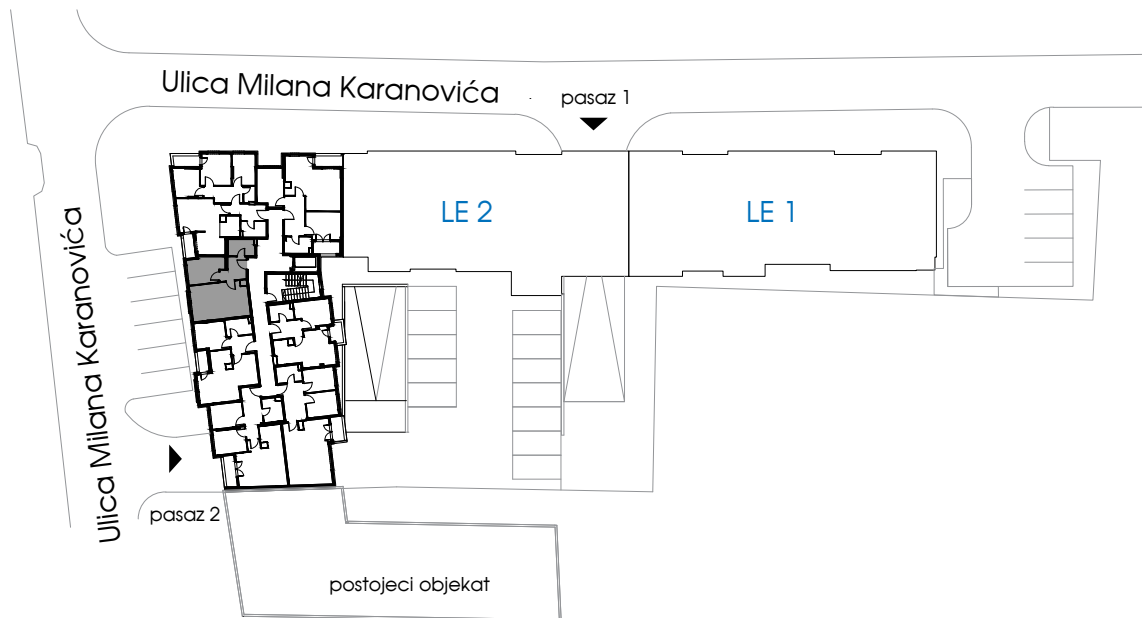 Ulica Milana Karanovića
pasaz 1
LE 2
LE 1
Ulica Milana Karanovića
pasaz 2
postojeci objekat